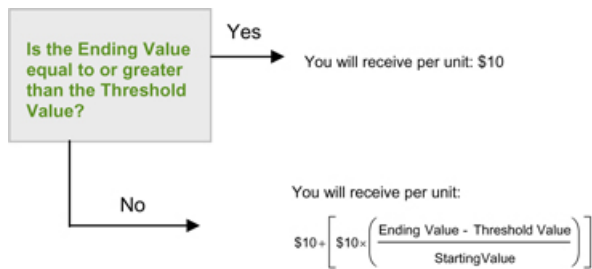 Is the Ending Value
equal to or greater
than the Threshold
Value?
Yes
You will receive per unit: $10
No
You will receive per unit:
$10+[$10×(Ending Value - Threshold Value
StartingValue)]